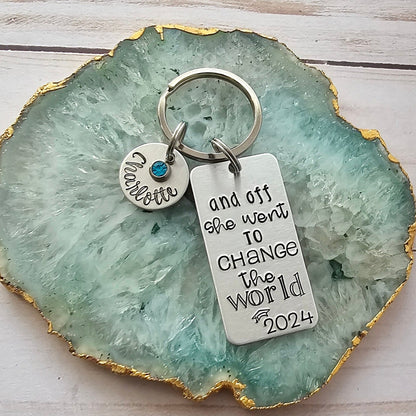 Charlotte
and off
she went
TO
CHANGE
the
world
2024